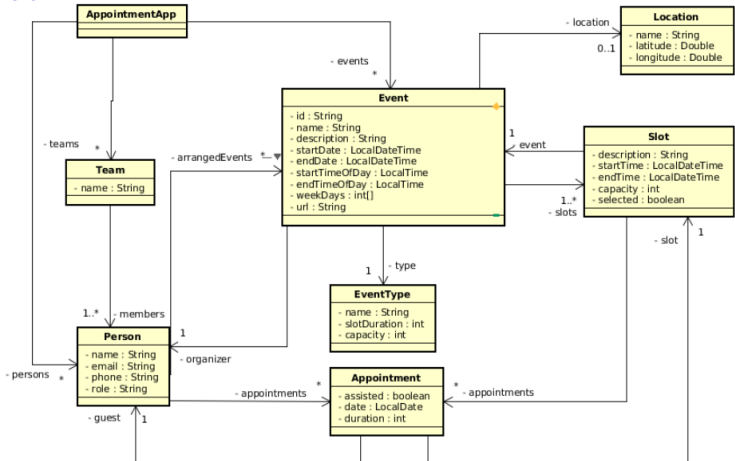 AppointmentApp
- location
0..1
Location
- name : String
- latitude : Double
- longitude : Double
- events
*
Event
- id : String
- name : String
- description : String
- startDate : LocalDateTime
- endDate : LocalDateTime
- startTimeOfDay : LocalTime
- endTimeOfDay : LocalTime
- weekDays : int[]
- url : String
1
event
Slot
- description : String
- startTime : LocalDateTime
- endTime : LocalDateTime
- capacity : int
- selected : boolean
1..*
- slots
- teams
*
Team
- name : String
- arrangedEvents
*
- slot
1
1
- type
EventType
- name : String
- slotDuration : int
- capacity : int
1..*
- members
Person
- name : String
- email : String
- phone : String
- role : String
1
- organizer
- persons
*
- appointments
*
Appointment
- assisted : boolean
- date : LocalDate
- duration : int
*
- appointments
- guest
1